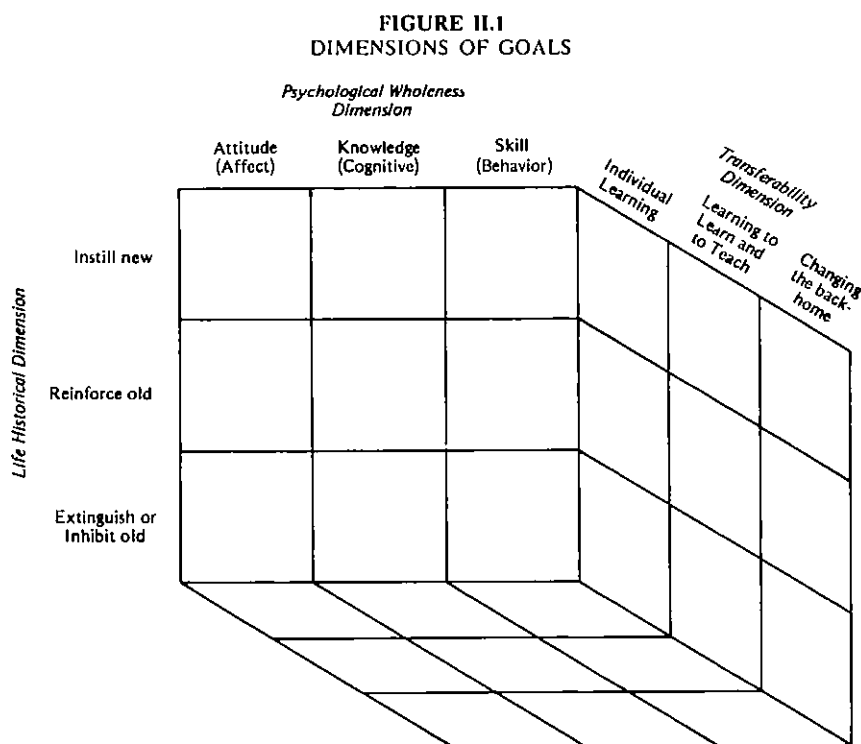 FIGURE II.1
DIMENSIONS OF GOALS
Psychological Wholeness
Dimension
Attitude
(Affect)
Knowledge
(Cognitive)
Skill
(Behavior)
Individual
Learning
Transferability
Dimension
Learning to
Learn and
to Teach
Changing
the back-
home
Life Historical Dimension
Instill new
Reinforce old
Extinguish or
Inhibit old